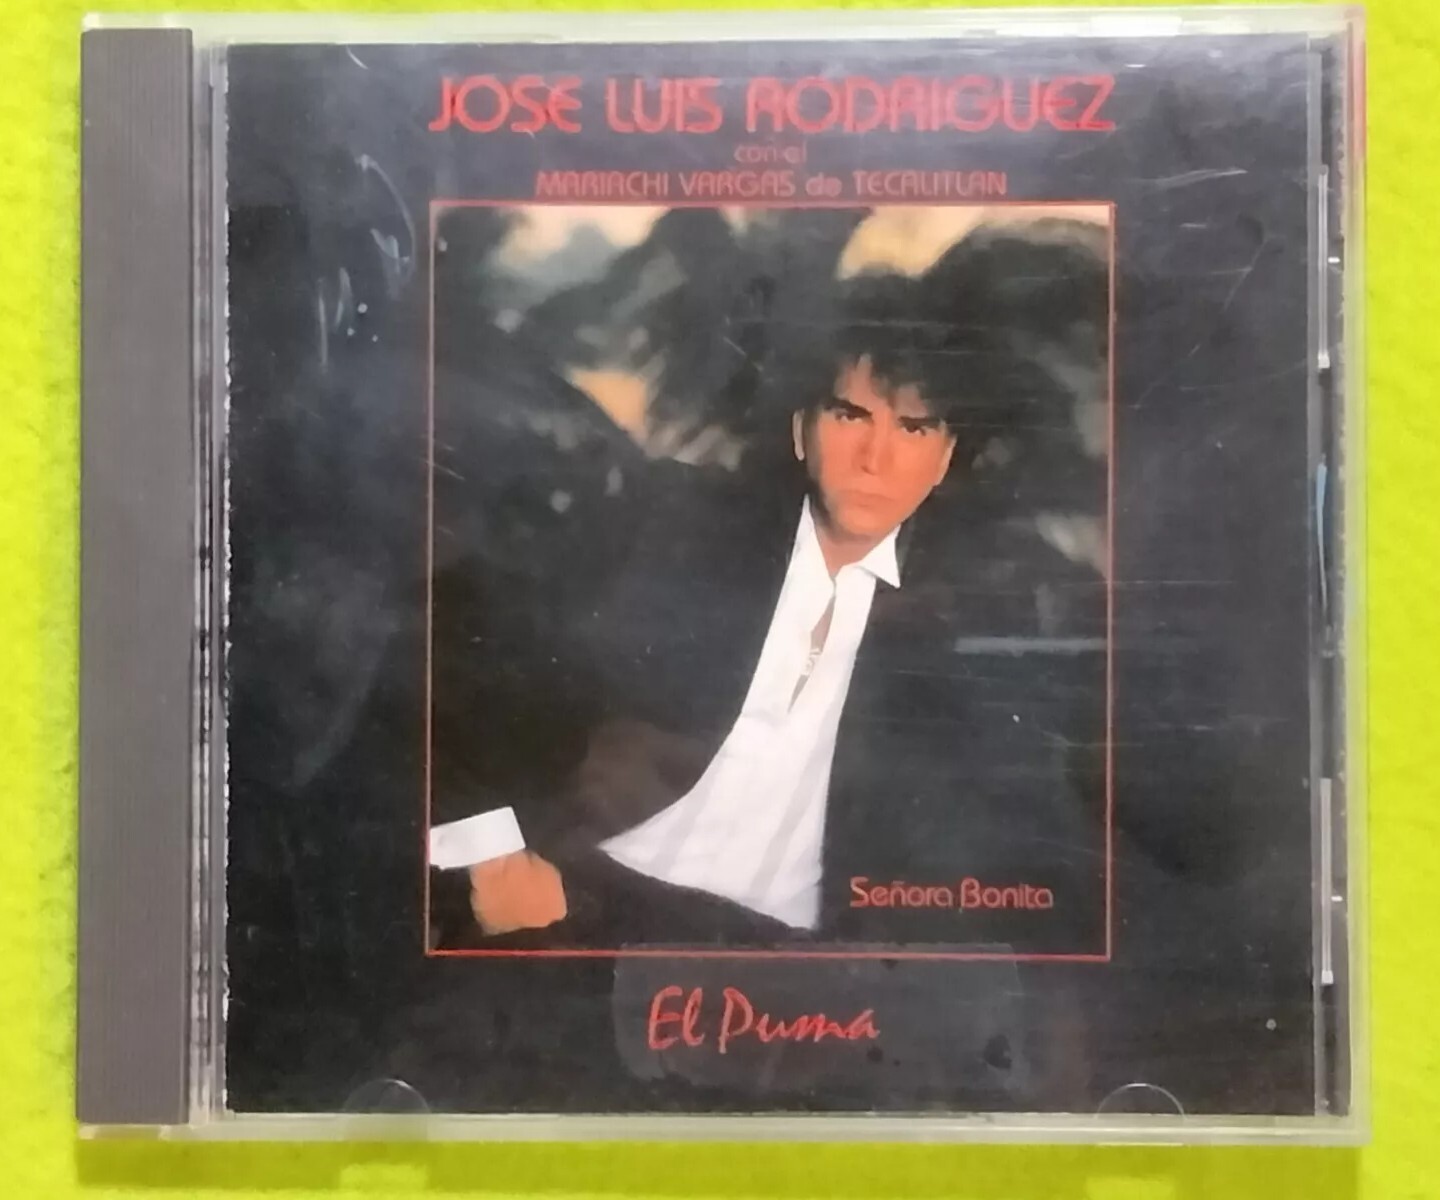 JOSE LUIS RODRIGUEZ
con el
MARIACHI VARGAS de TECALITLAN
Señora Bonita
El Puma